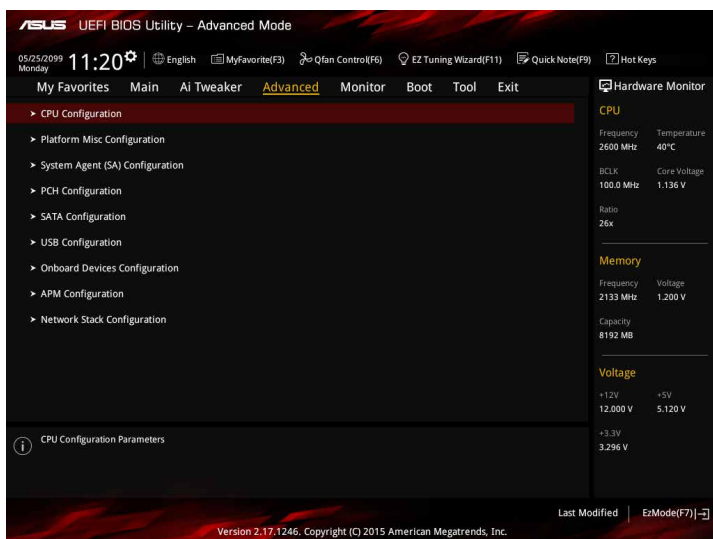 ASUS UEFI BIOS Utility – Advanced Mode
05/25/2099 Monday 11:20 English MyFavorite(F3) Qfan Control(F6) EZ Tuning Wizard(F11) Quick Note(F9) ? Hot Keys
My Favorites Main Ai Tweaker Advanced Monitor Boot Tool Exit
> CPU Configuration
> Platform Misc Configuration
> System Agent (SA) Configuration
> PCH Configuration
> SATA Configuration
> USB Configuration
> Onboard Devices Configuration
> APM Configuration
> Network Stack Configuration
Hardware Monitor
CPU
Frequency Temperature
2600 MHz 40°C
BCLK Core Voltage
100.0 MHz 1.136 V
Ratio
26x
Memory
Frequency Voltage
2133 MHz 1.200 V
Capacity
8192 MB
Voltage
+12V +5V
12.000 V 5.120 V
+3.3V
3.296 V
i CPU Configuration Parameters
Last Modified EzMode(F7)
Version 2.17.1246. Copyright (C) 2015 American Megatrends, Inc.